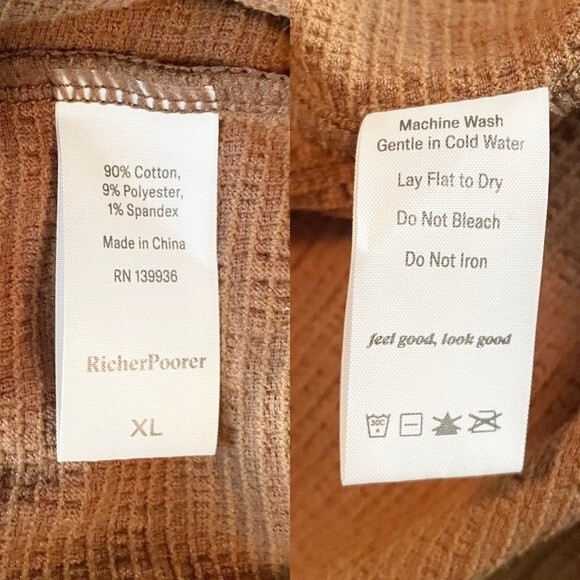 90% Cotton,
9% Polyester,
1% Spandex
Made in China
RN 139936
RicherPoorer
XL
Machine Wash
Gentle in Cold Water
Lay Flat to Dry
Do Not Bleach
Do Not Iron
feel good, look good
30C